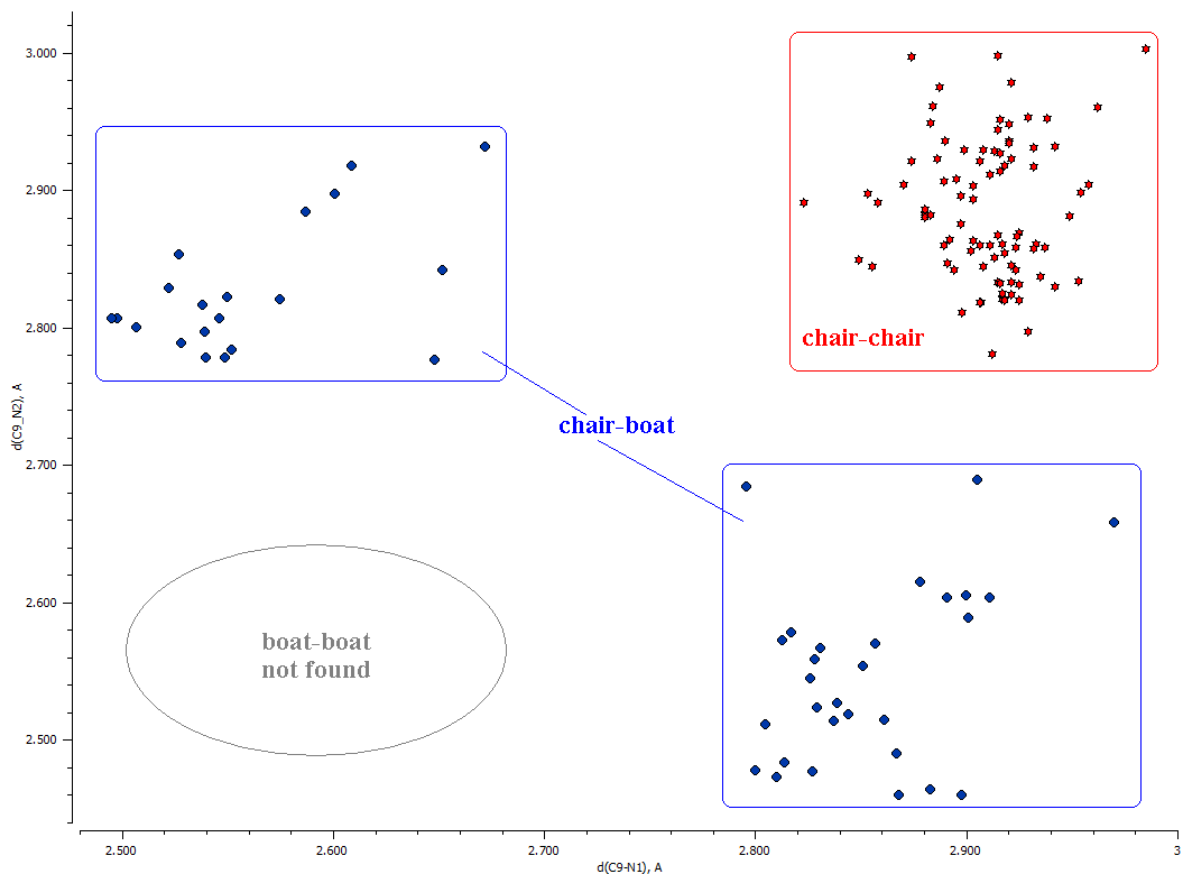 3.000
2.900
2.800
2.700
2.600
2.500
d(C9_N2), A
chair-chair
chair-boat
boat-boat
not found
2.500
2.600
2.700
2.800
2.900
3
d(C9-N1), A